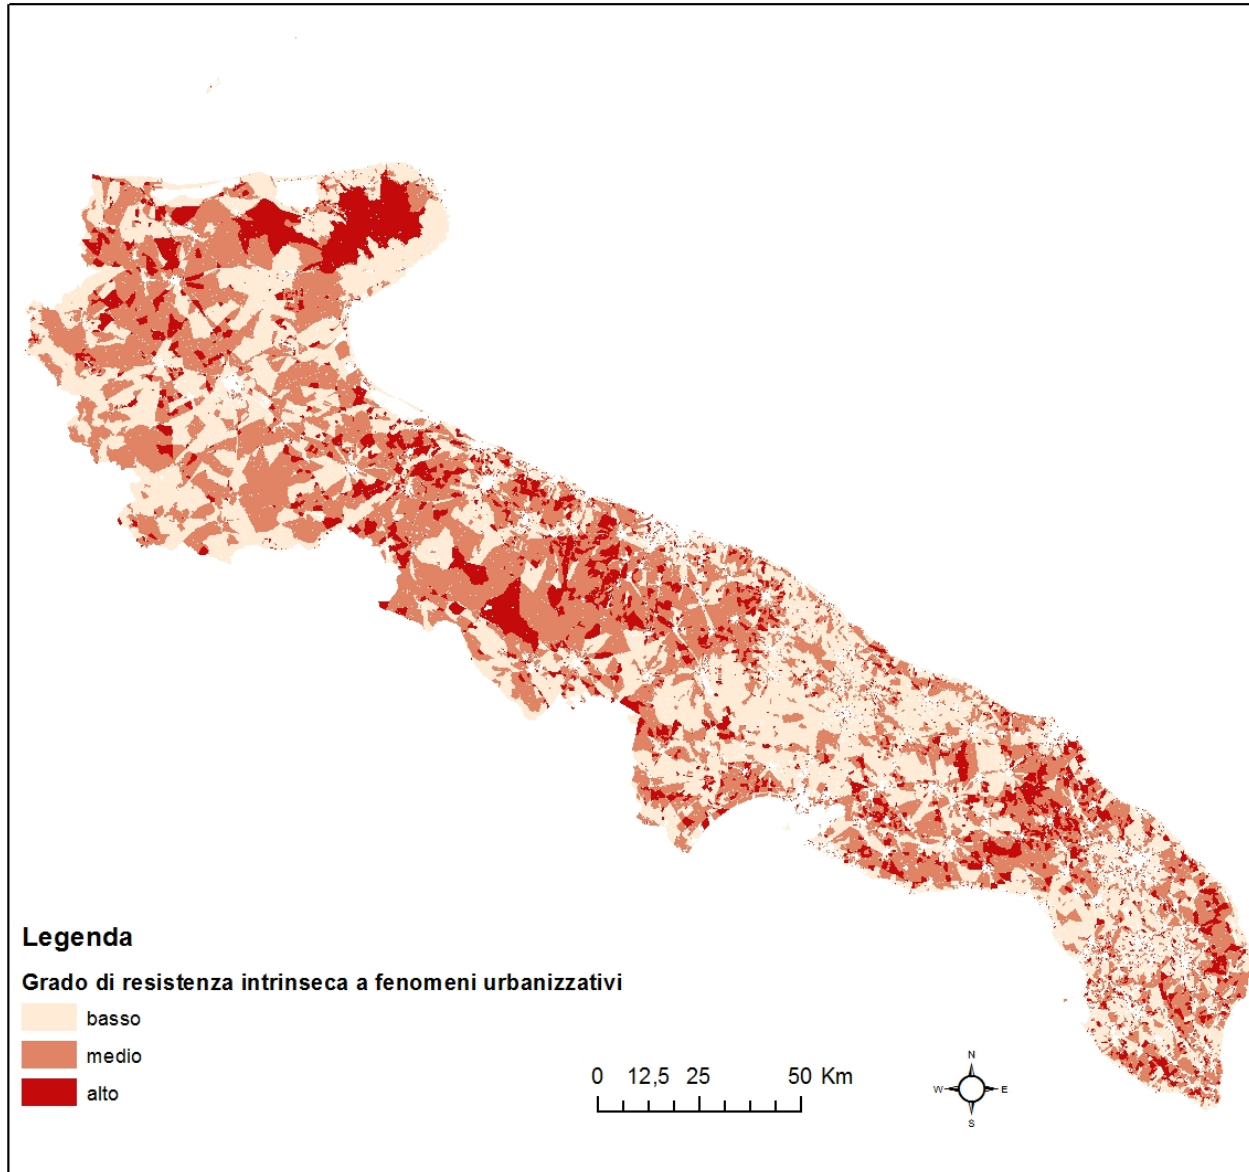 Legenda
Grado di resistenza intrinseca a fenomeni urbanizzativi
basso
medio
alto
0 12,5 25 50 Km
N
W E
S